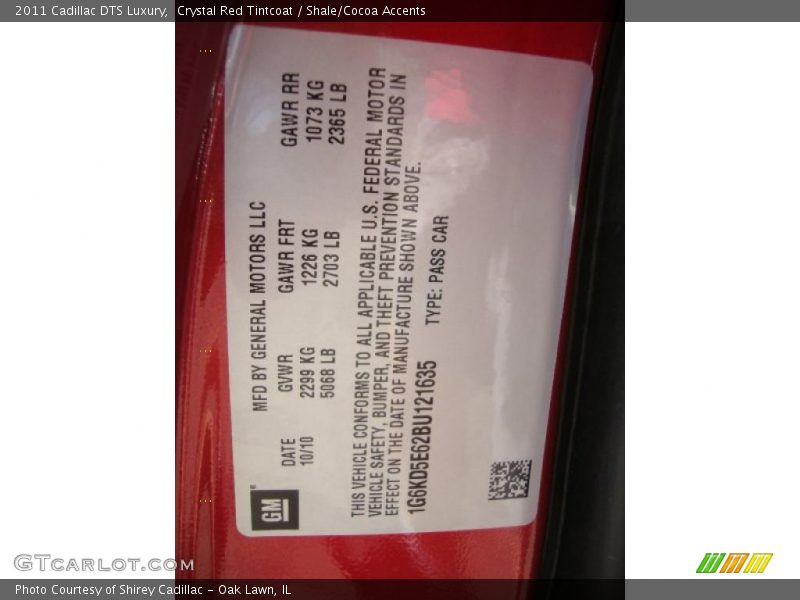 2011 Cadillac DTS Luxury, Crystal Red Tintcoat / Shale/Cocoa Accents
MFD BY GENERAL MOTORS LLC
DATE GVWR GAWR FRT GAWR RR
10/10 2299 KG 1226 KG 1073 KG
5068 LB 2703 LB 2365 LB
THIS VEHICLE CONFORMS TO ALL APPLICABLE U.S. FEDERAL MOTOR
VEHICLE SAFETY, BUMPER, AND THEFT PREVENTION STANDARDS IN
EFFECT ON THE DATE OF MANUFACTURE SHOWN ABOVE.
1G6KD5E62BU121635 TYPE: PASS CAR
GM
GTCARLOT.COM
Photo Courtesy of Shirey Cadillac - Oak Lawn, IL